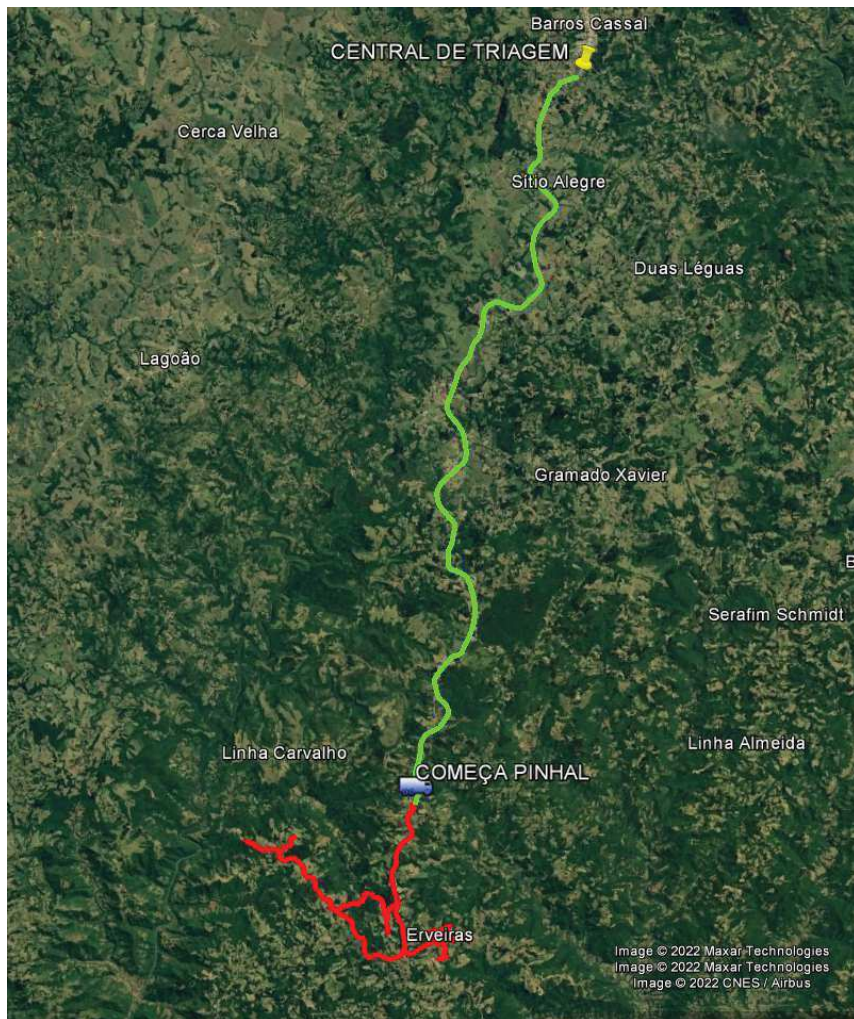 Barros Cassal
CENTRAL DE TRIAGEM
Cerca Velha
Sítio Alegre
Duas Léguas
Lagoão
Gramado Xavier
Serafim Schmidt
Linha Carvalho
Linha Almeida
COMEÇA PINHAL
Erveiras
Image © 2022 Maxar Technologies
Image © 2022 Maxar Technologies
Image © 2022 CNES / Airbus